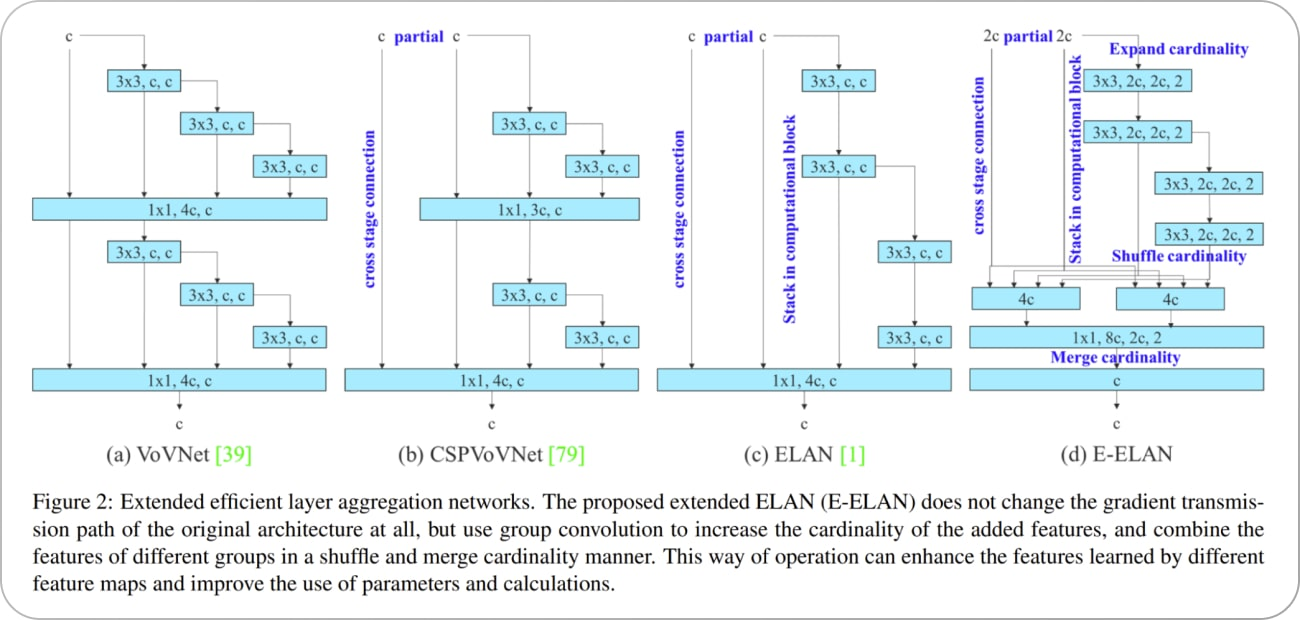 c
3x3, c, c
3x3, c, c
3x3, c, c
1x1, 4c, c
3x3, c, c
3x3, c, c
3x3, c, c
1x1, 4c, c
c
(a) VoVNet [39]
c partial c
cross stage connection
3x3, c, c
3x3, c, c
1x1, 3c, c
3x3, c, c
3x3, c, c
1x1, 4c, c
c
(b) CSPVoVNet [79]
c partial c
cross stage connection
Stack in computational block
3x3, c, c
3x3, c, c
3x3, c, c
3x3, c, c
1x1, 4c, c
c
(c) ELAN [1]
2c partial 2c
cross stage connection
Stack in computational block
Expand cardinality
3x3, 2c, 2c, 2
3x3, 2c, 2c, 2
3x3, 2c, 2c, 2
3x3, 2c, 2c, 2
Shuffle cardinality
4c
4c
1x1, 8c, 2c, 2
Merge cardinality
c
c
(d) E-ELAN
Figure 2: Extended efficient layer aggregation networks. The proposed extended ELAN (E-ELAN) does not change the gradient transmis-
sion path of the original architecture at all, but use group convolution to increase the cardinality of the added features, and combine the
features of different groups in a shuffle and merge cardinality manner. This way of operation can enhance the features learned by different
feature maps and improve the use of parameters and calculations.